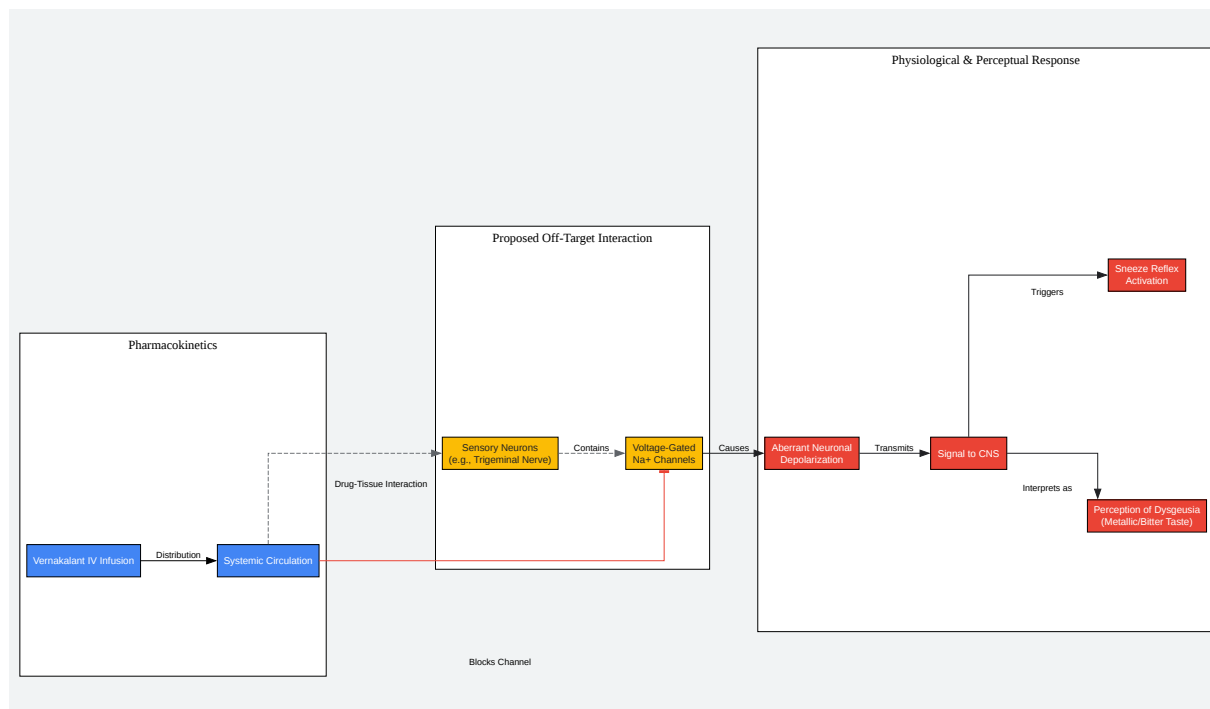 Physiological & Perceptual Response
Proposed Off-Target Interaction
Pharmacokinetics
Sneeze Reflex
Activation
Triggers
Sensory Neurons
(e.g., Trigeminal Nerve)
Contains
Voltage-Gated
Na+ Channels
Causes
Aberrant Neuronal
Depolarization
Transmits
Signal to CNS
Drug-Tissue Interaction
Interprets as
Perception of Dysgeusia
(Metallic/Bitter Taste)
Vernakalant IV Infusion
Distribution
Systemic Circulation
Blocks Channel